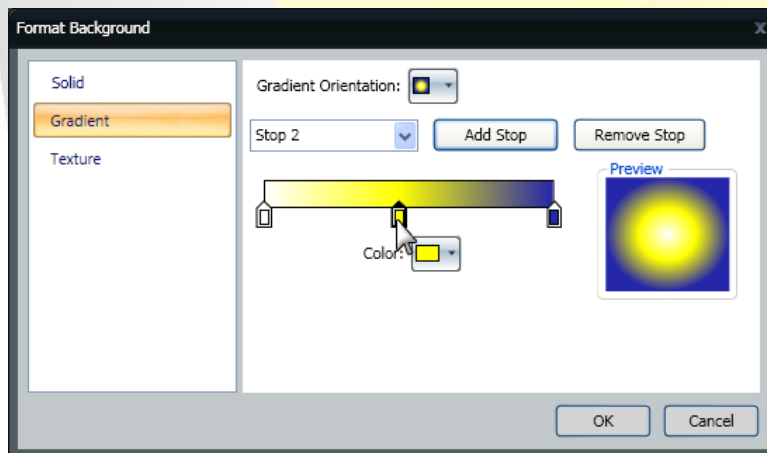 Format Background
X
Solid
Gradient
Texture
Gradient Orientation:
Stop 2
Add Stop
Remove Stop
Preview
Color:
OK
Cancel